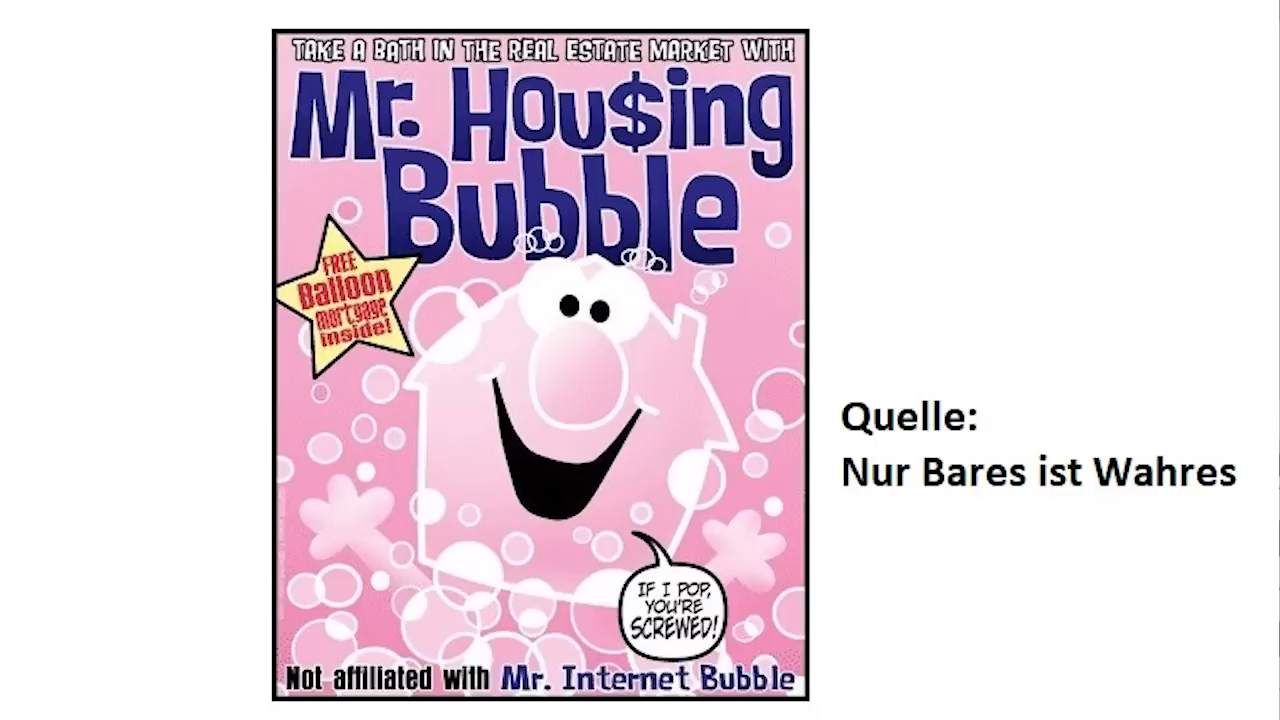 TAKE A BATH IN THE REAL ESTATE MARKET WITH
Mr. Hou$ing
Bubble
FREE
Balloon
mortgage
inside!
Quelle:
Nur Bares ist Wahres
IF I POP,
YOU'RE
SCREWED!
Not affiliated with Mr. Internet Bubble